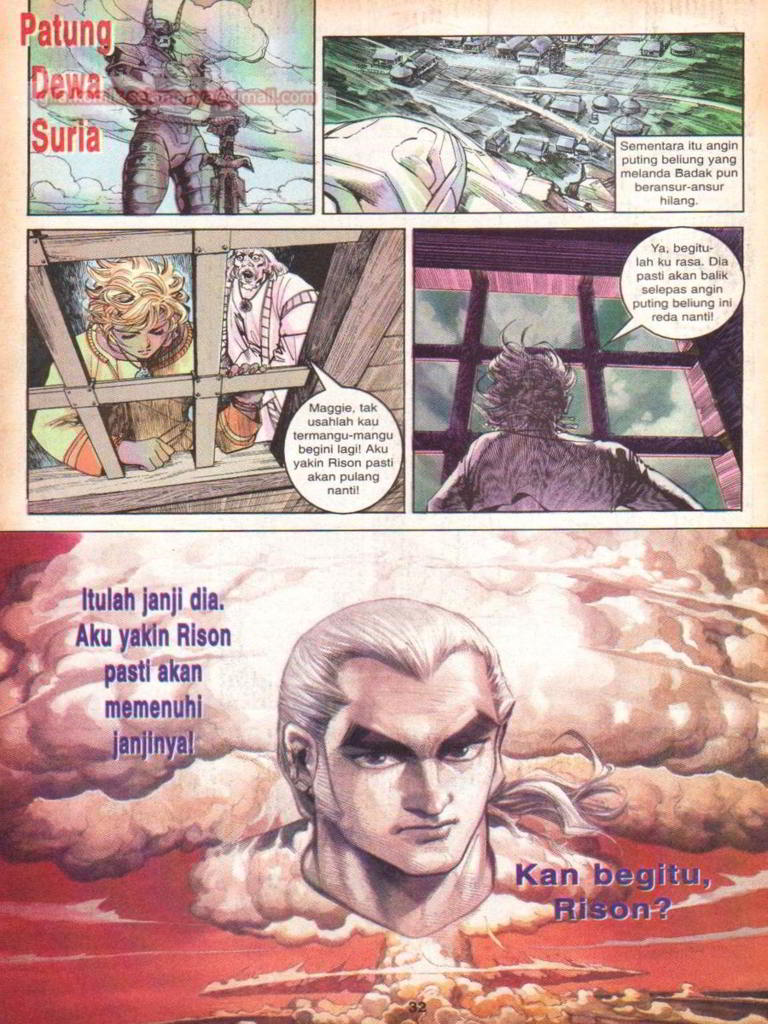 Patung
Dewa
Suria
Sementara itu angin
puting beliung yang
melanda Badak pun
beransur-ansur
hilang.
Maggie, tak
usahlah kau
termangu-mangu
begini lagi! Aku
yakin Rison pasti
akan pulang
nanti!
Ya, begitu-
lah ku rasa. Dia
pasti akan balik
selepas angin
puting beliung ini
reda nanti!
Itulah janji dia.
Aku yakin Rison
pasti akan
memenuhi
janjinya!
Kan begitu,
Rison?
32